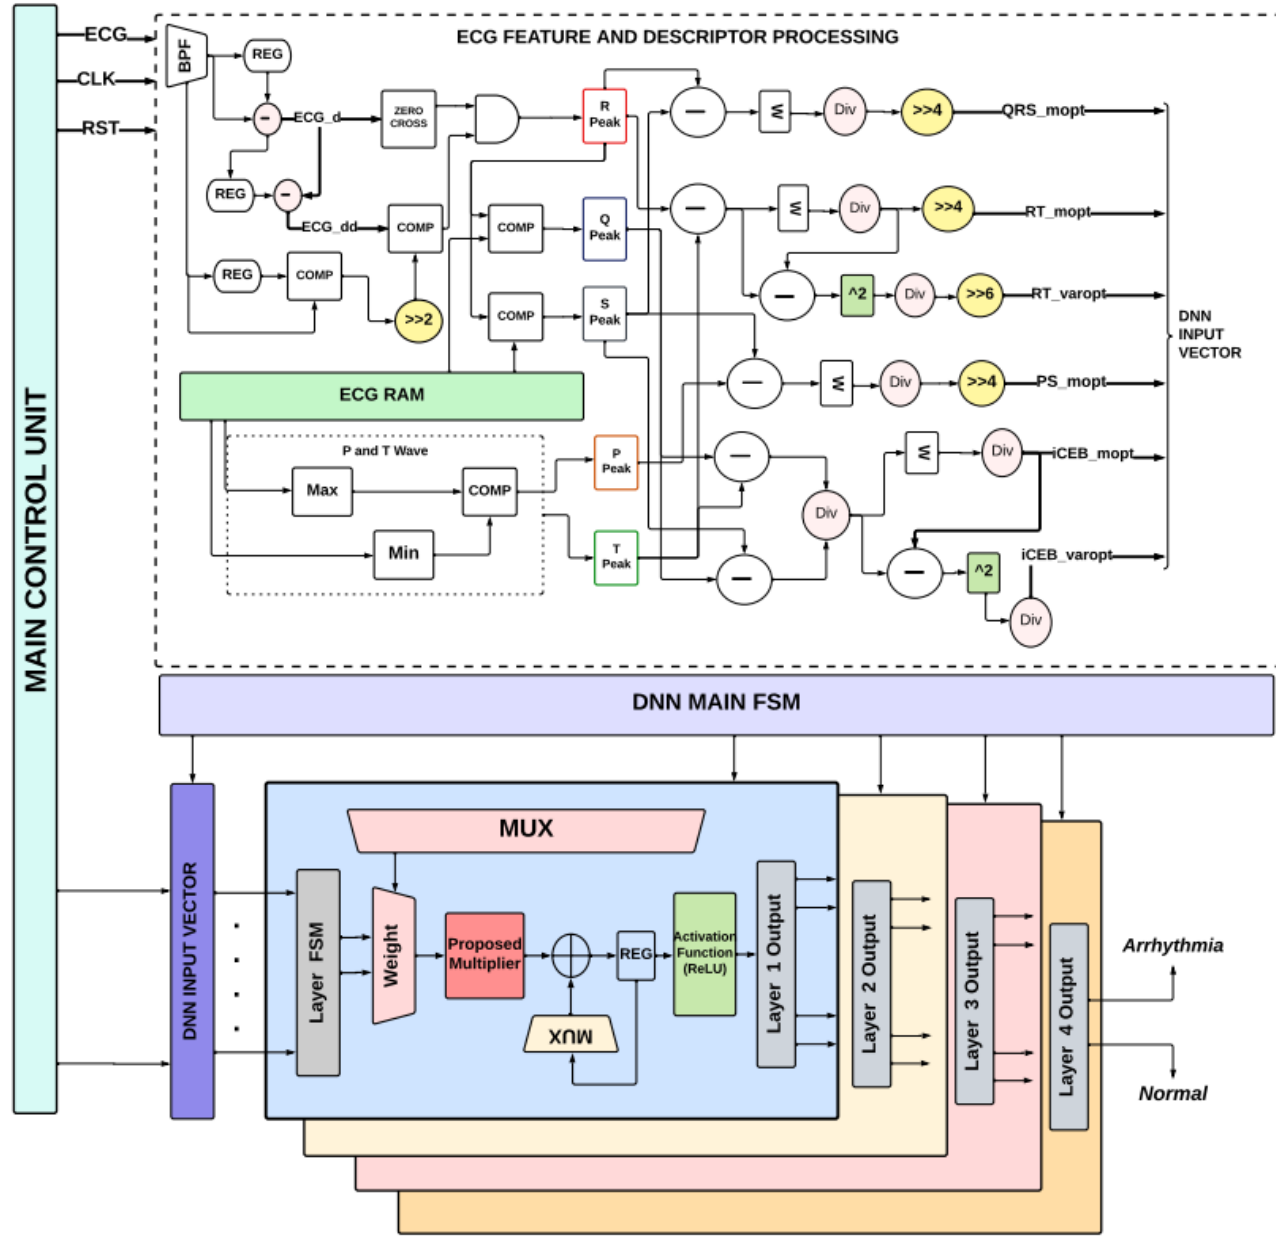 ECG FEATURE AND DESCRIPTOR PROCESSING
MAIN CONTROL UNIT
ECG
CLK
RST
BPF
REG
-
ECG_d
ZERO
CROSS
REG
-
ECG_dd
COMP
REG
COMP
>>2
R
Peak
COMP
Q
Peak
COMP
S
Peak
ECG RAM
P and T Wave
Max
COMP
Min
P
Peak
T
Peak
—
W
Div
>>4
QRS_mopt
—
W
Div
>>4
RT_mopt
—
^2
Div
>>6
RT_varopt
—
W
Div
>>4
PS_mopt
—
—
Div
W
Div
iCEB_mopt
—
^2
Div
iCEB_varopt
DNN
INPUT
VECTOR
DNN MAIN FSM
DNN INPUT VECTOR
MUX
Layer FSM
Weight
Proposed
Multiplier
REG
MUX
Activation
Function
(ReLU)
Layer 1 Output
Layer 2 Output
Layer 3 Output
Layer 4 Output
Arrhythmia
Normal